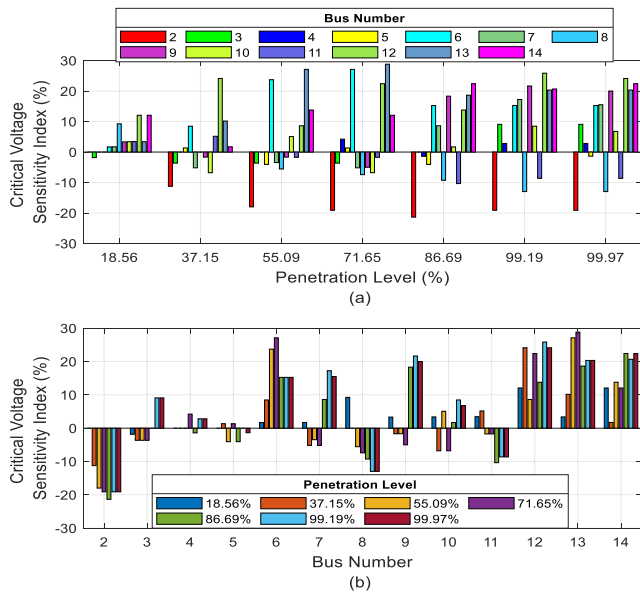 Bus Number
2 3 4 5 6 7 8
9 10 11 12 13 14
30
20
10
0
-10
-20
-30
Critical Voltage
Sensitivity Index (%)
18.56 37.15 55.09 71.65 86.69 99.19 99.97
Penetration Level (%)
(a)
30
20
10
0
-10
-20
-30
Critical Voltage
Sensitivity Index (%)
Penetration Level
18.56% 37.15% 55.09% 71.65%
86.69% 99.19% 99.97%
2 3 4 5 6 7 8 9 10 11 12 13 14
Bus Number
(b)